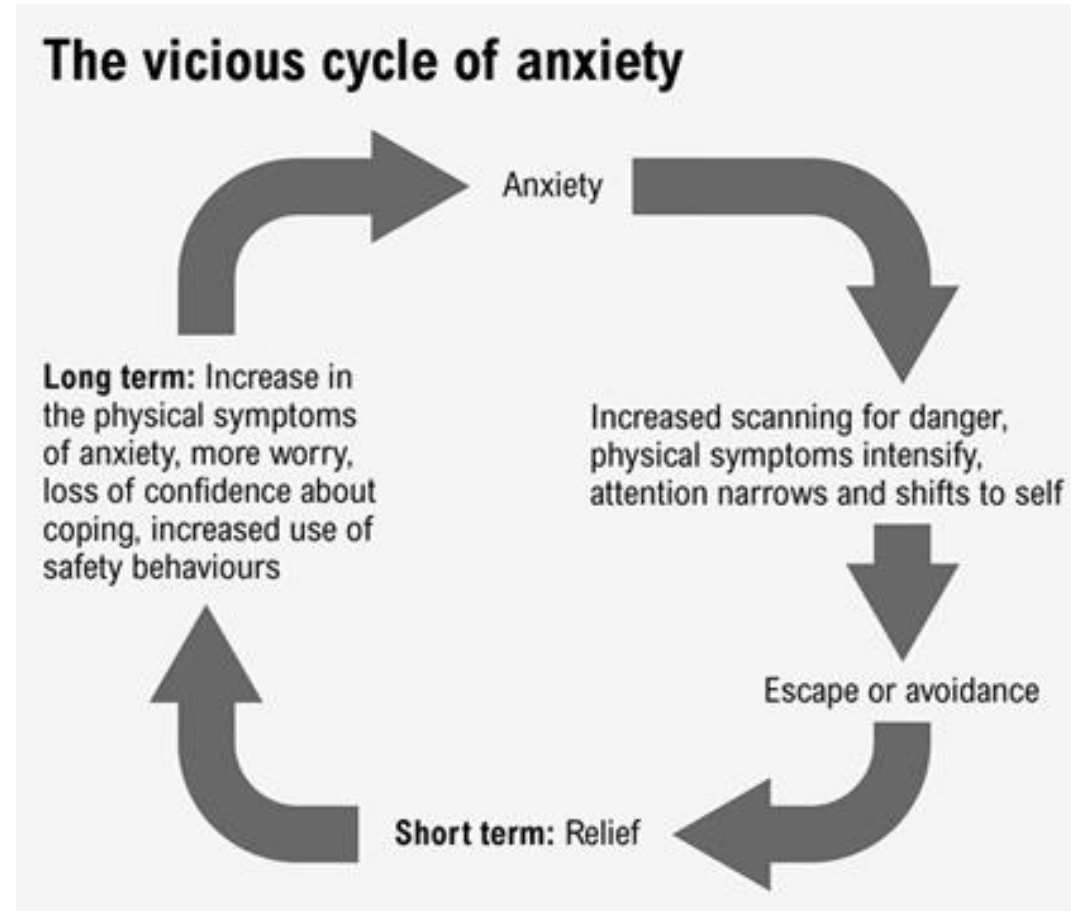 The vicious cycle of anxiety
Anxiety
Increased scanning for danger,
physical symptoms intensify,
attention narrows and shifts to self
Escape or avoidance
Short term: Relief
Long term: Increase in
the physical symptoms
of anxiety, more worry,
loss of confidence about
coping, increased use of
safety behaviours